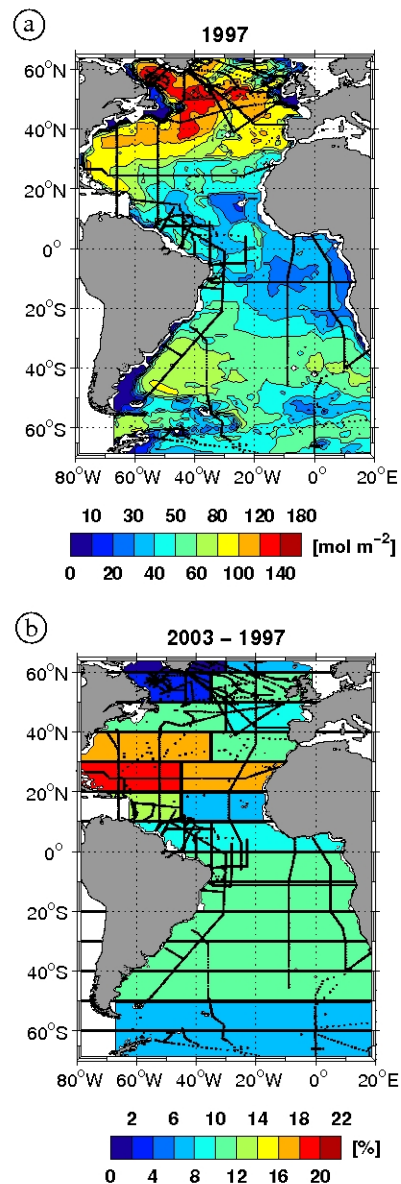 a
1997
60°N
40°N
20°N
0°
20°S
40°S
60°S
80°W 60°W 40°W 20°W 0° 20°E
10 30 50 80 120 180
[mol m⁻²]
0 20 40 60 100 140
b
2003 – 1997
60°N
40°N
20°N
0°
20°S
40°S
60°S
80°W 60°W 40°W 20°W 0° 20°E
2 6 10 14 18 22
[%]
0 4 8 12 16 20